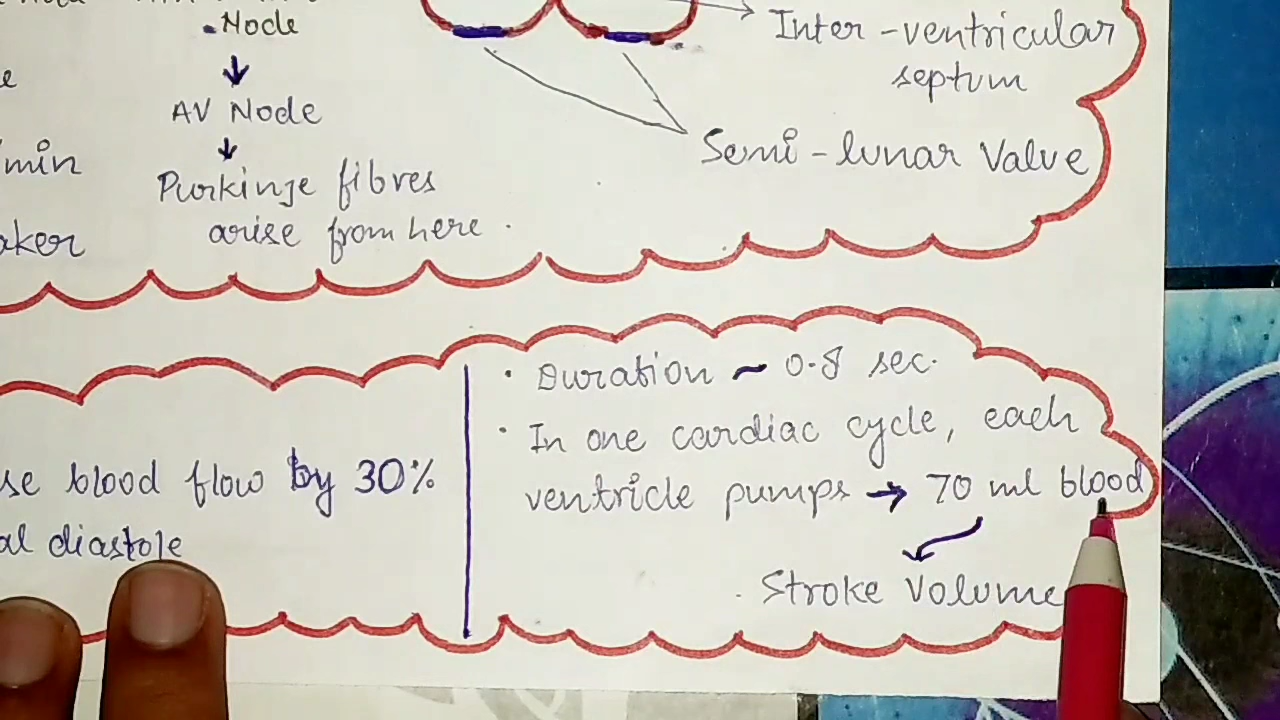 Node
AV Node
Purkinje fibres
arise from here.
min
aker
Inter-ventricular
septum
Semi-lunar Valve
se blood flow by 30%
al diastole
• Duration ~ 0.8 sec.
• In one cardiac cycle, each
ventricle pumps → 70 ml blood
Stroke Volume